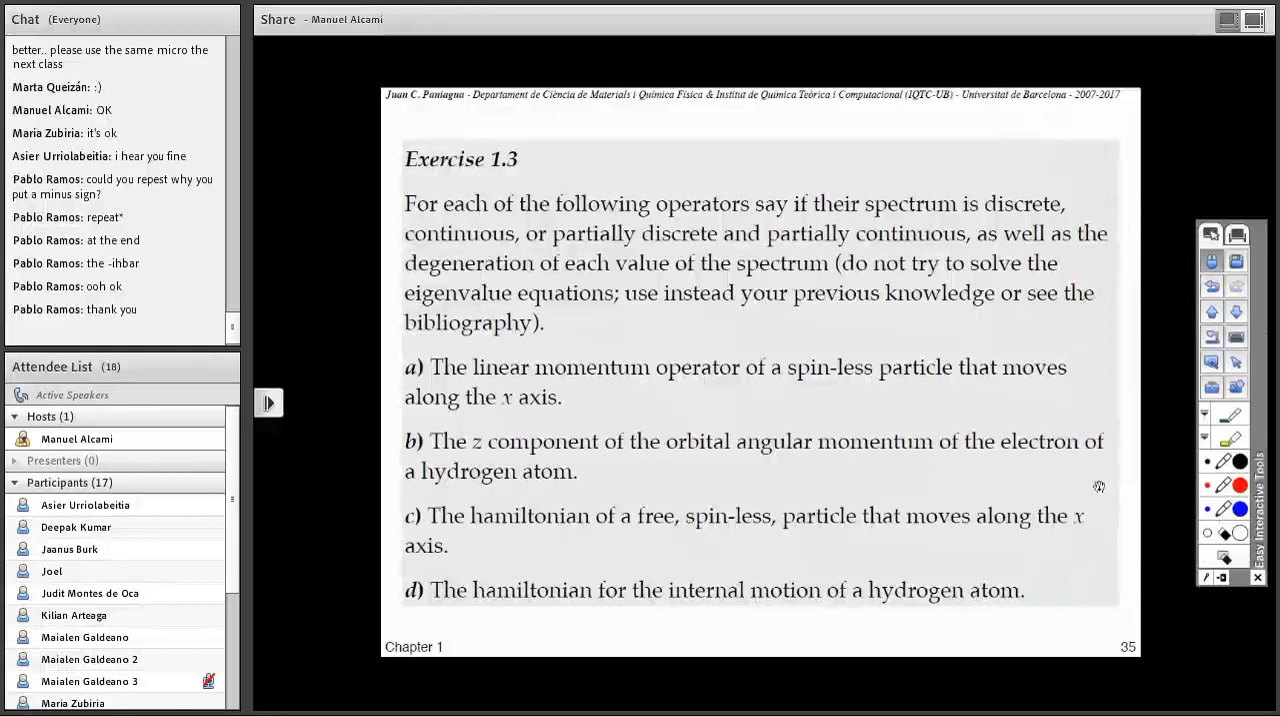 Chat (Everyone)
better.. please use the same micro the
next class
Marta Queizán: :)
Manuel Alcami: OK
Maria Zubiria: it's ok
Asier Urriolabeitia: i hear you fine
Pablo Ramos: could you repest why you
put a minus sign?
Pablo Ramos: repeat*
Pablo Ramos: at the end
Pablo Ramos: the -ihbar
Pablo Ramos: ooh ok
Pablo Ramos: thank you
Attendee List (18)
Active Speakers
Hosts (1)
Manuel Alcami
Presenters (0)
Participants (17)
Asier Urriolabeitia
Deepak Kumar
Jaanus Burk
Joel
Judit Montes de Oca
Kilian Arteaga
Maialen Galdeano
Maialen Galdeano 2
Maialen Galdeano 3
Maria Zubiria
Share - Manuel Alcami
Juan C. Paniagua - Departament de Ciència de Materials i Química Física & Institut de Química Teòrica i Computacional (IQTC-UB) - Universitat de Barcelona - 2007-2017
Exercise 1.3
For each of the following operators say if their spectrum is discrete,
continuous, or partially discrete and partially continuous, as well as the
degeneration of each value of the spectrum (do not try to solve the
eigenvalue equations; use instead your previous knowledge or see the
bibliography).
a) The linear momentum operator of a spin-less particle that moves
along the x axis.
b) The z component of the orbital angular momentum of the electron of
a hydrogen atom.
c) The hamiltonian of a free, spin-less, particle that moves along the x
axis.
d) The hamiltonian for the internal motion of a hydrogen atom.
Chapter 1
35
Easy Interactive Tools